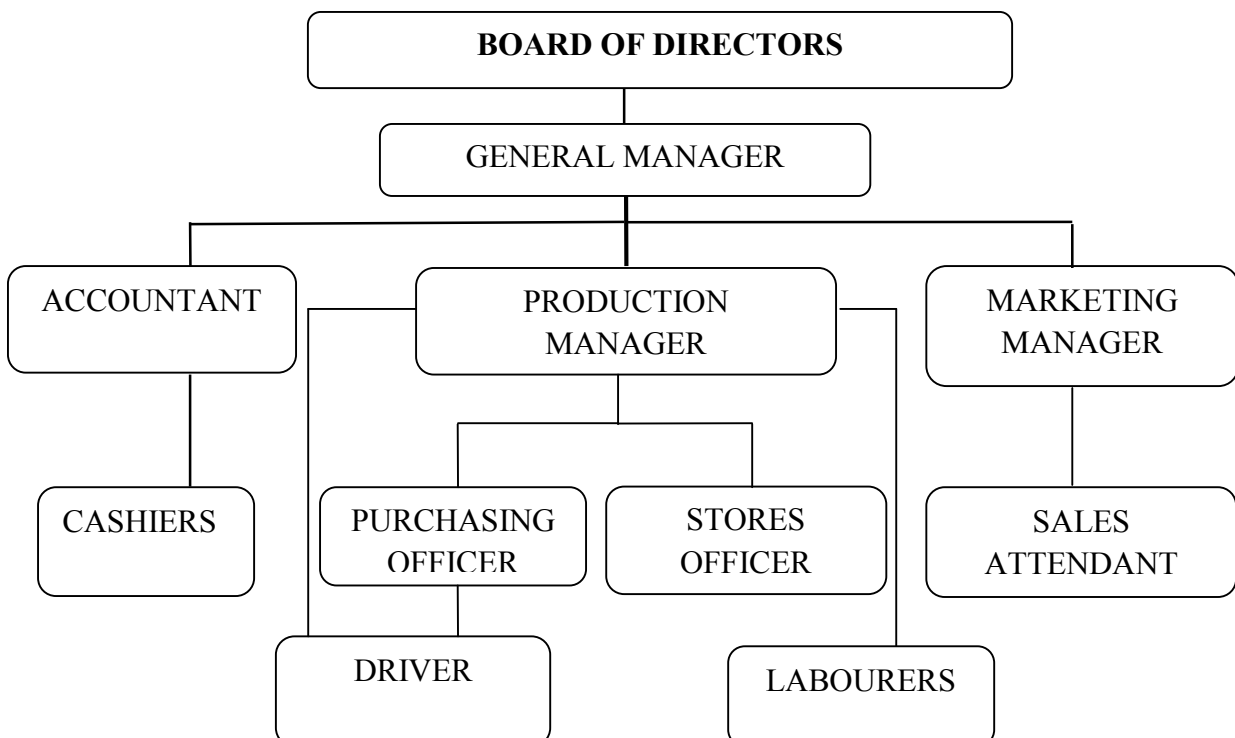 BOARD OF DIRECTORS
GENERAL MANAGER
ACCOUNTANT
PRODUCTION
MANAGER
MARKETING
MANAGER
CASHIERS
PURCHASING
OFFICER
STORES
OFFICER
SALES
ATTENDANT
DRIVER
LABOURERS